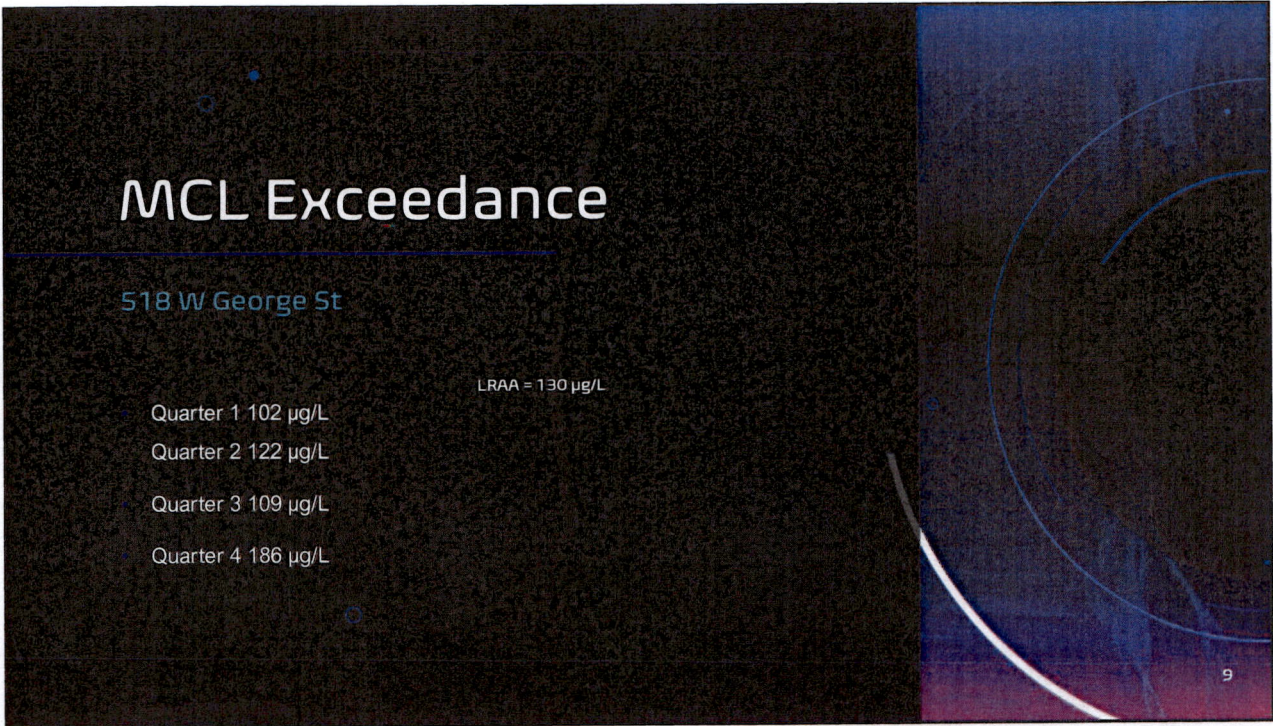 MCL Exceedance
518 W George St
LRAA = 130 µg/L
Quarter 1 102 µg/L
Quarter 2 122 µg/L
Quarter 3 109 µg/L
Quarter 4 186 µg/L
9